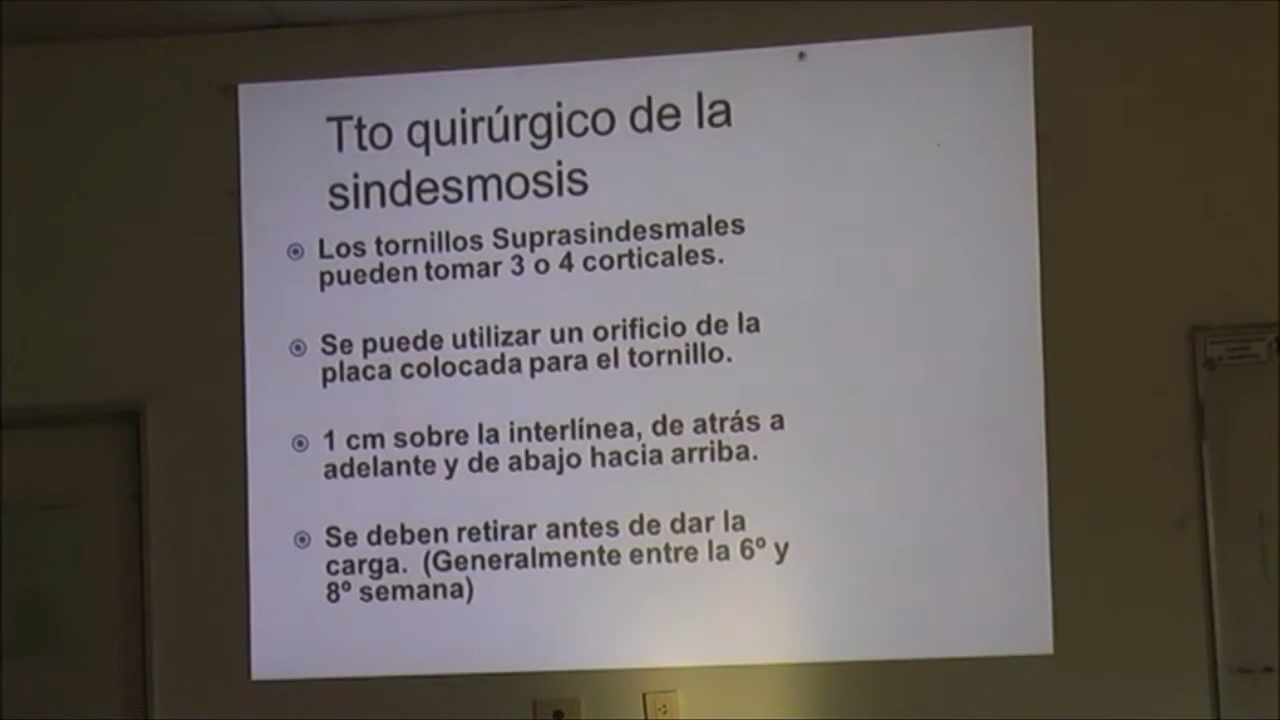 Tto quirúrgico de la
sindesmosis
Los tornillos Suprasindesmales
pueden tomar 3 o 4 corticales.
Se puede utilizar un orificio de la
placa colocada para el tornillo.
1 cm sobre la interlínea, de atrás a
adelante y de abajo hacia arriba.
Se deben retirar antes de dar la
carga. (Generalmente entre la 6º y
8º semana)